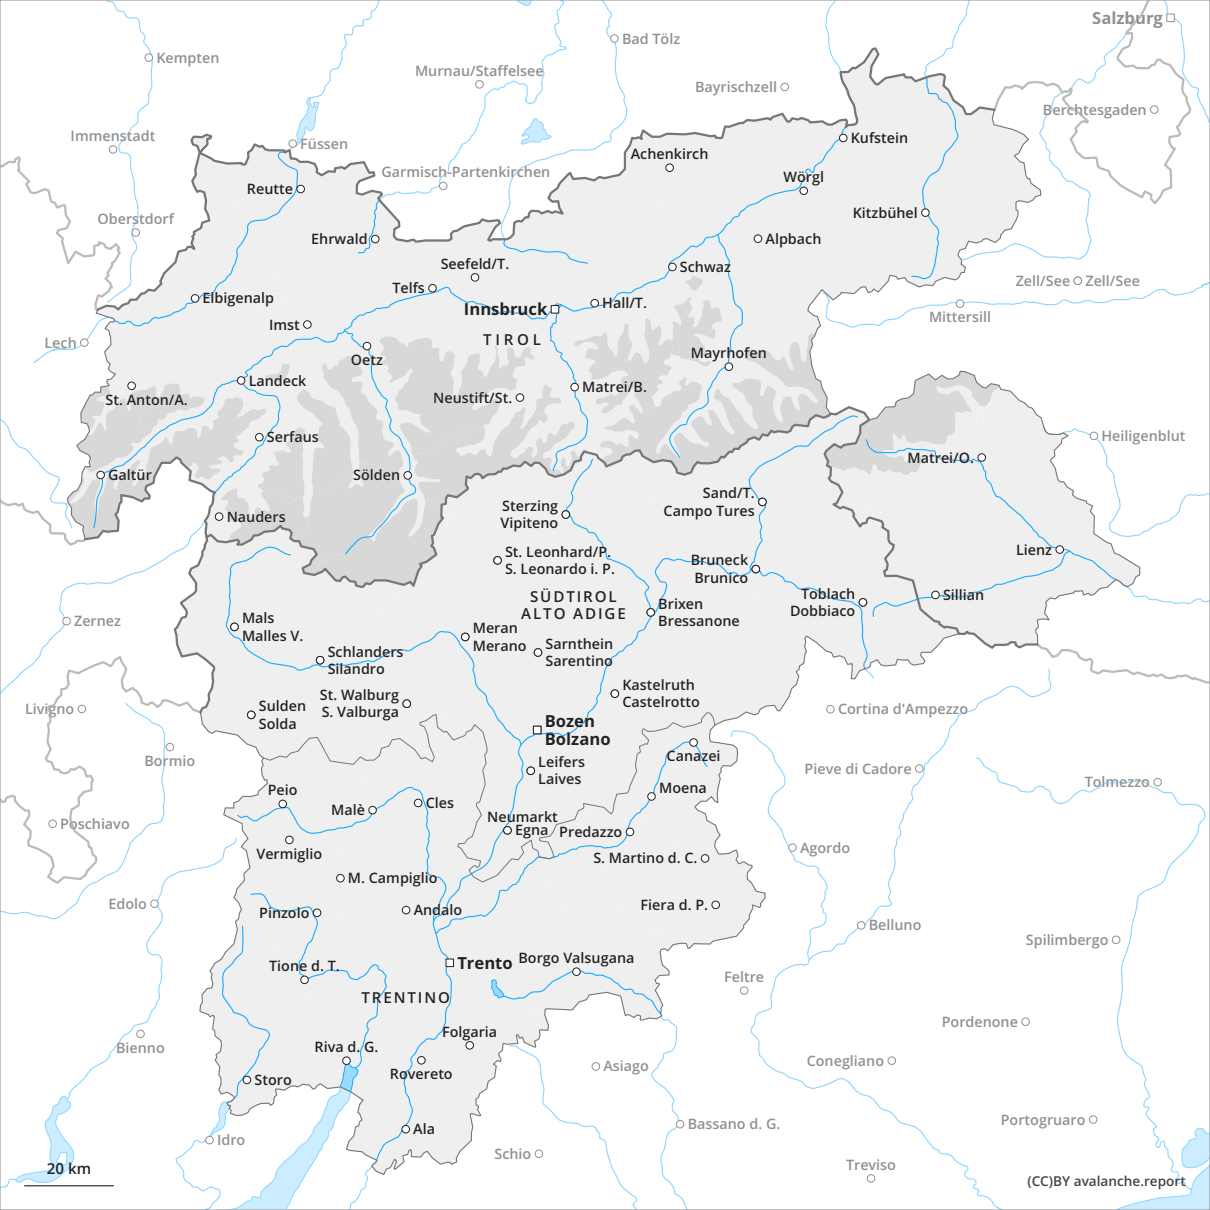 Salzburg
Bad Tölz
Kempten
Murnau/Staffelsee
Bayrischzell
Berchtesgaden
Immenstadt
Kufstein
Füssen
Achenkirch
Garmisch-Partenkirchen
Wörgl
Reutte
Kitzbühel
Oberstdorf
Ehrwald
Alpbach
Seefeld/T.
Schwaz
Zell/See
Zell/See
Telfs
Elbigenalp
Hall/T.
Innsbruck
Mittersill
Imst
TIROL
Lech
Mayrhofen
Oetz
Landeck
Matrei/B.
St. Anton/A.
Neustift/St.
Serfaus
Heiligenblut
Matrei/O.
Galtür
Sölden
Sand/T.
Campo Tures
Sterzing
Vipiteno
Nauders
Lienz
St. Leonhard/P.
S. Leonardo i. P.
Bruneck
Brunico
SÜDTIROL
ALTO ADIGE
Toblach
Dobbiaco
Sillian
Brixen
Bressanone
Zernez
Mals
Malles V.
Meran
Merano
Sarnthein
Sarentino
Schlanders
Silandro
Kastelruth
Castelrotto
St. Walburg
S. Valburga
Livigno
Sulden
Solda
Cortina d'Ampezzo
Bozen
Bolzano
Bormio
Canazei
Leifers
Laives
Pieve di Cadore
Tolmezzo
Peio
Moena
Malè
Cles
Neumarkt
Egna
Poschiavo
Predazzo
Vermiglio
Agordo
S. Martino d. C.
M. Campiglio
Edolo
Pinzolo
Andalo
Fiera d. P.
Belluno
Spilimbergo
Trento
Borgo Valsugana
Tione d. T.
Feltre
TRENTINO
Pordenone
Folgaria
Bienno
Riva d. G.
Conegliano
Asiago
Rovereto
Storo
Portogruaro
Bassano d. G.
Ala
Idro
Schio
Treviso
20 km
(CC)BY avalanche.report